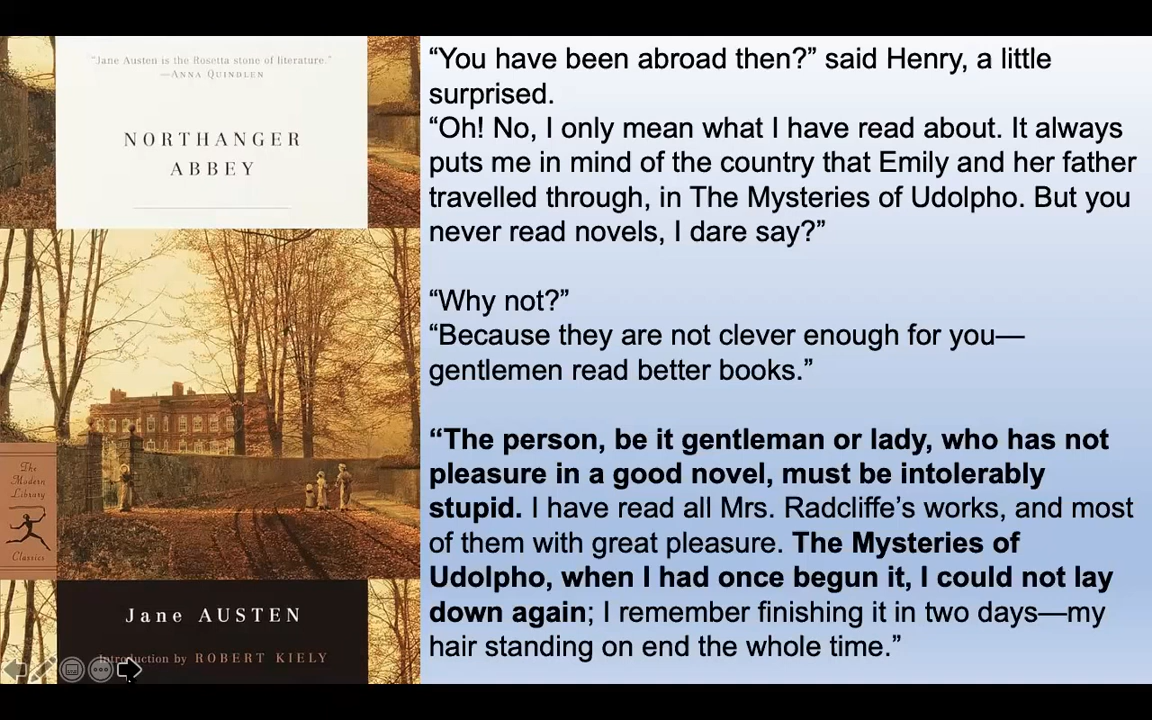 "Jane Austen is the Rosetta stone of literature."
—ANNA QUINDLEN
NORTHANGER
ABBEY
The
Modern
Library
Classics
Jane AUSTEN
Introduction by ROBERT KIELY
“You have been abroad then?” said Henry, a little
surprised.
“Oh! No, I only mean what I have read about. It always
puts me in mind of the country that Emily and her father
travelled through, in The Mysteries of Udolpho. But you
never read novels, I dare say?”
“Why not?”
“Because they are not clever enough for you—
gentlemen read better books.”
“The person, be it gentleman or lady, who has not
pleasure in a good novel, must be intolerably
stupid. I have read all Mrs. Radcliffe’s works, and most
of them with great pleasure. The Mysteries of
Udolpho, when I had once begun it, I could not lay
down again; I remember finishing it in two days—my
hair standing on end the whole time.”